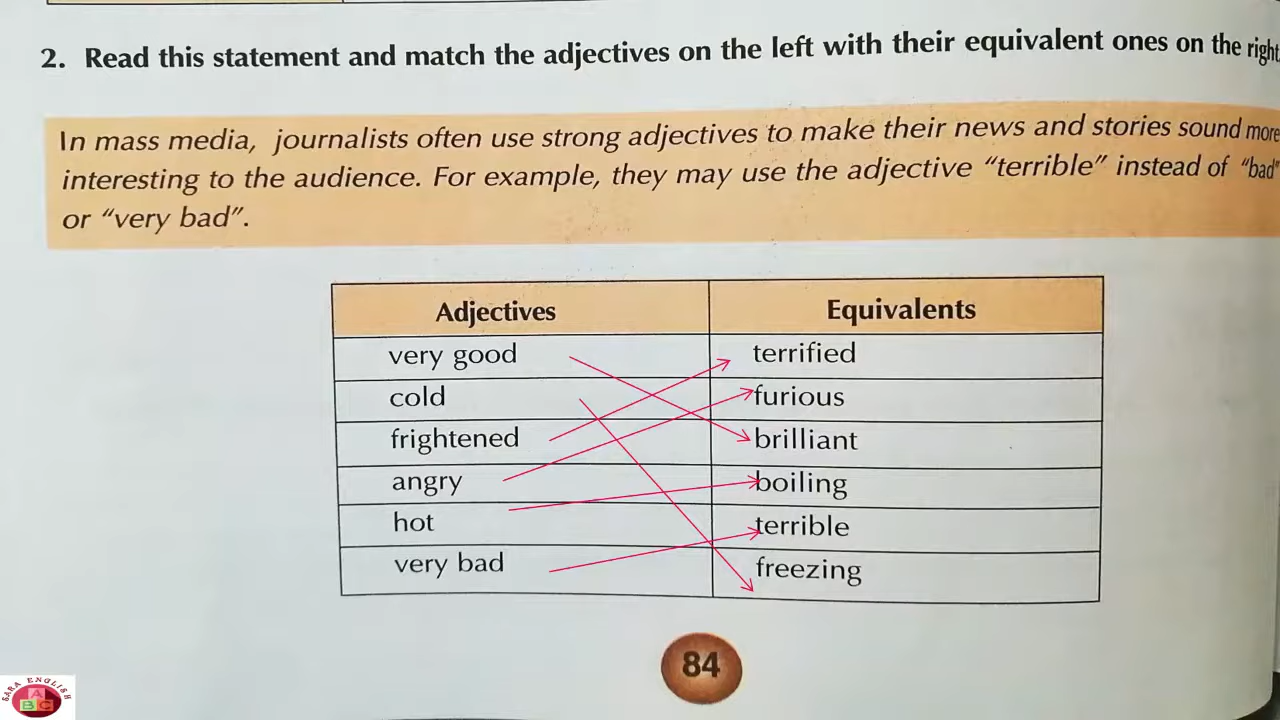 2. Read this statement and match the adjectives on the left with their equivalent ones on the right
In mass media, journalists often use strong adjectives to make their news and stories sound more
interesting to the audience. For example, they may use the adjective “terrible” instead of “bad”
or “very bad”.
Adjectives Equivalents
very good terrified
cold furious
frightened brilliant
angry boiling
hot terrible
very bad freezing
84
SARA ENGLISH
A
B C